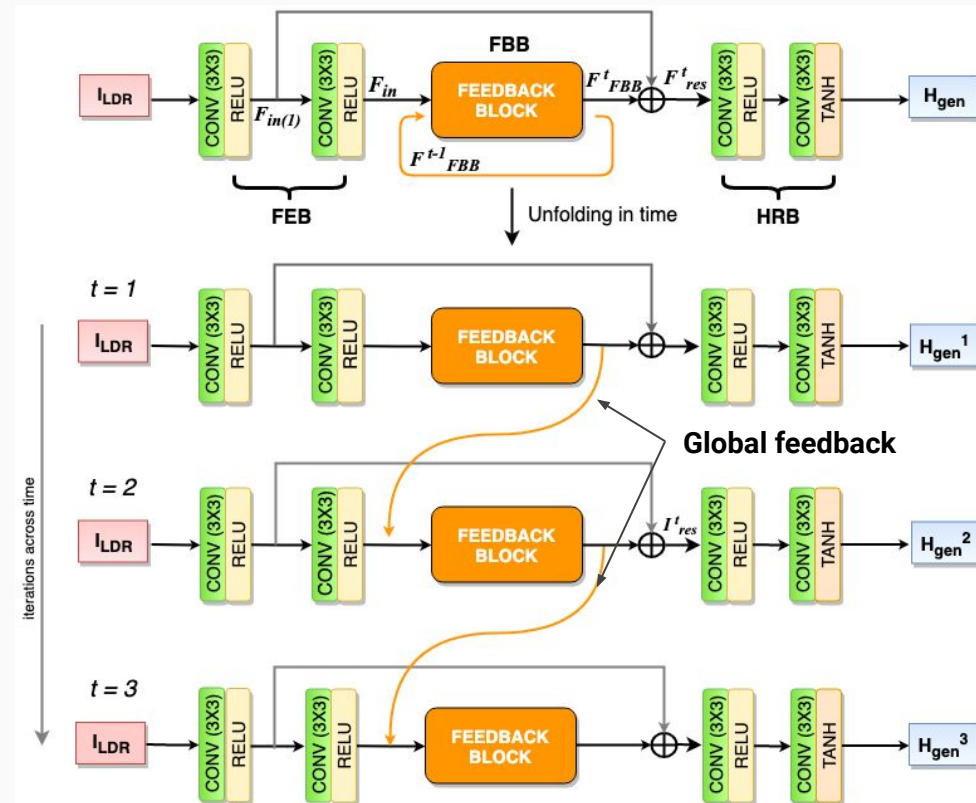 FBB
I_LDR
CONV (3X3)
RELU
F_in(1)
CONV (3X3)
RELU
F_in
FEEDBACK
BLOCK
F^t_FBB
F^t_res
CONV (3X3)
RELU
CONV (3X3)
TANH
H_gen
F^t-1_FBB
FEB
Unfolding in time
HRB
t = 1
I_LDR
CONV (3X3)
RELU
CONV (3X3)
RELU
FEEDBACK
BLOCK
CONV (3X3)
RELU
CONV (3X3)
TANH
H_gen^1
Global feedback
iterations across time
t = 2
I_LDR
CONV (3X3)
RELU
CONV (3X3)
RELU
FEEDBACK
BLOCK
I^t_res
CONV (3X3)
RELU
CONV (3X3)
TANH
H_gen^2
t = 3
I_LDR
CONV (3X3)
RELU
CONV (3X3)
RELU
FEEDBACK
BLOCK
CONV (3X3)
RELU
CONV (3X3)
TANH
H_gen^3